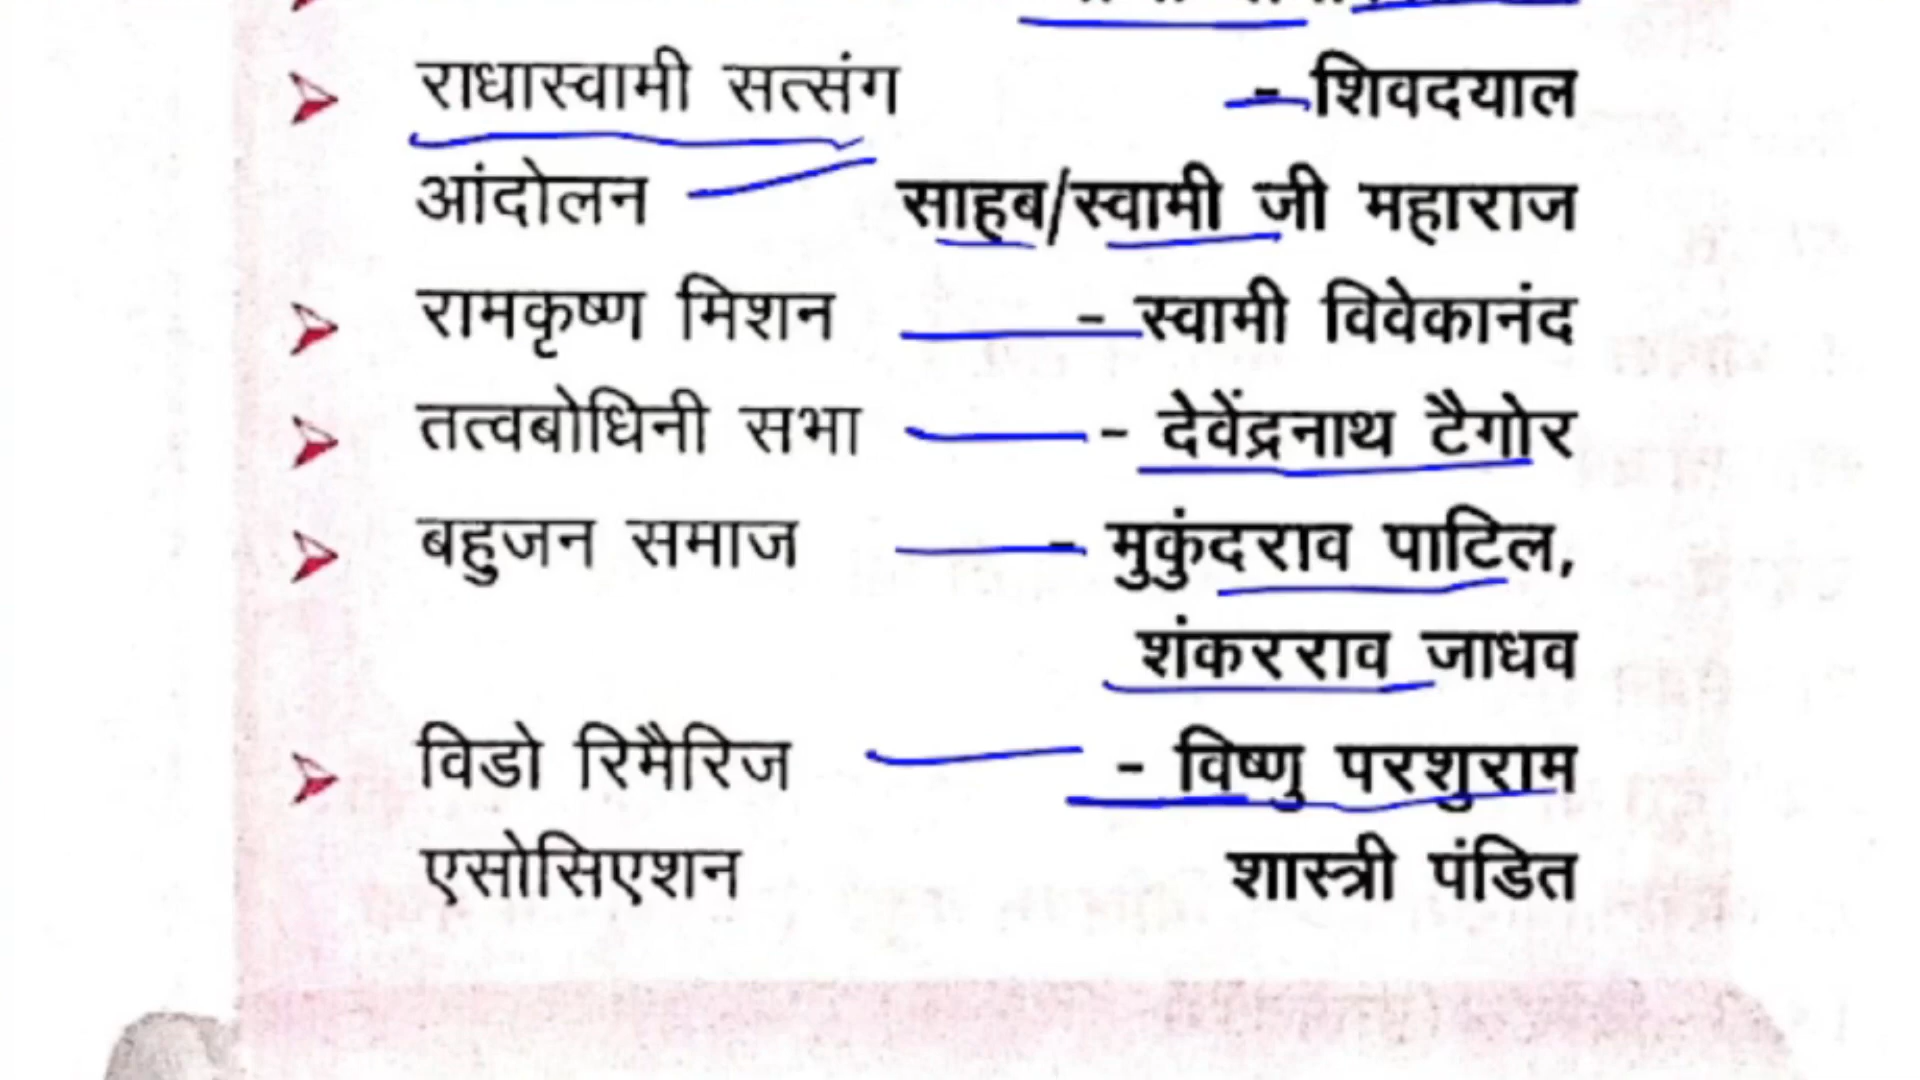 राधास्वामी सत्संग - शिवदयाल
आंदोलन साहब/स्वामी जी महाराज
रामकृष्ण मिशन - स्वामी विवेकानंद
तत्वबोधिनी सभा - देवेंद्रनाथ टैगोर
बहुजन समाज - मुकुंदराव पाटिल,
शंकरराव जाधव
विडो रिमैरिज - विष्णु परशुराम
एसोसिएशन शास्त्री पंडित